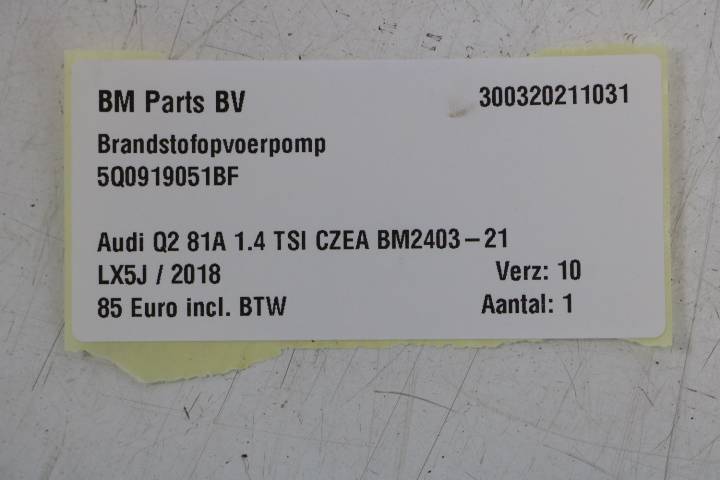 BM Parts BV 300320211031
Brandstofopvoerpomp
5Q0919051BF
Audi Q2 81A 1.4 TSI CZEA BM2403-21
LX5J / 2018 Verz: 10
85 Euro incl. BTW Aantal: 1